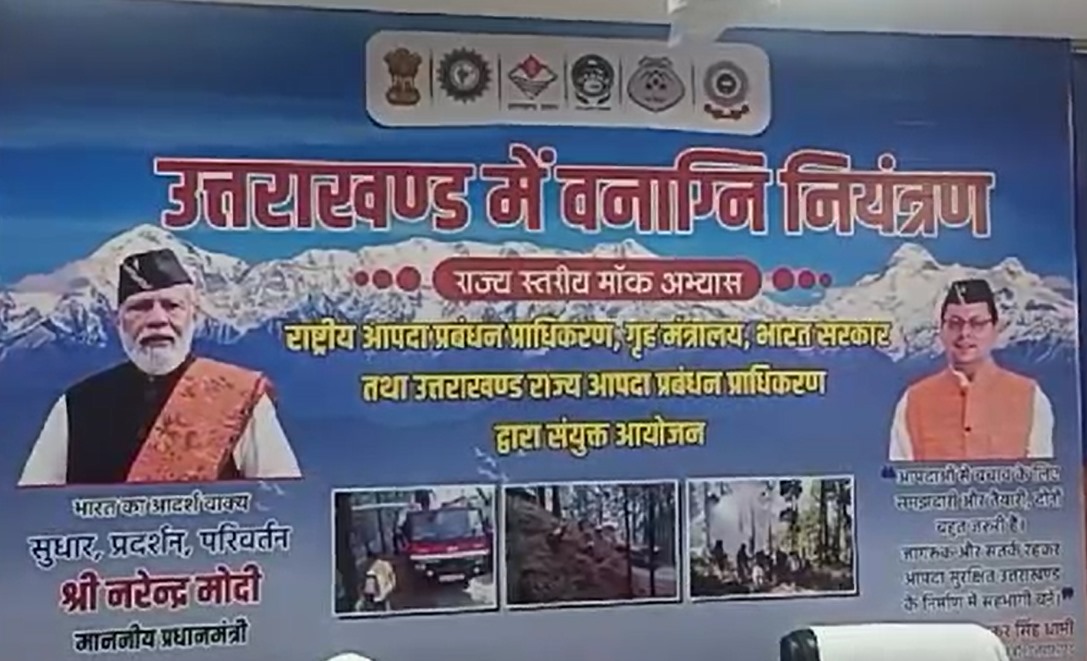 उत्तराखण्ड में वनाग्नि नियंत्रण
राज्य स्तरीय मॉक अभ्यास
राष्ट्रीय आपदा प्रबंधन प्राधिकरण, गृह मंत्रालय, भारत सरकार
तथा उत्तराखण्ड राज्य आपदा प्रबंधन प्राधिकरण
द्वारा संयुक्त आयोजन
भारत का आदर्श वाक्य
सुधार, प्रदर्शन, परिवर्तन
श्री नरेन्द्र मोदी
माननीय प्रधानमंत्री
"आपदाओं से बचाव के लिए
समझदारी और तैयारी, दोनों
बहुत जरूरी हैं।
जागरूक और सतर्क रहकर
आपदा सुरक्षित उत्तराखण्ड
के निर्माण में सहभागी बनें।"
कर सिंह धामी